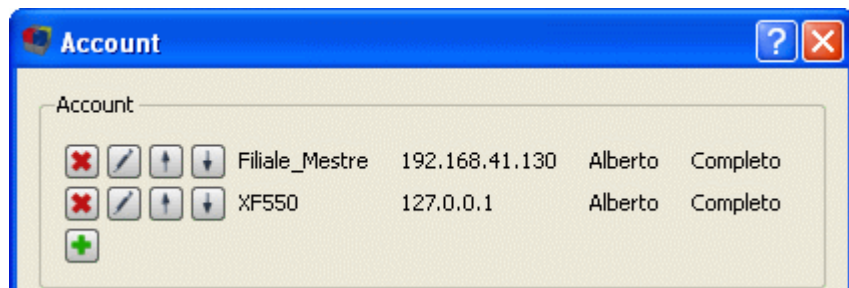 Account
Account
Filiale_Mestre 192.168.41.130 Alberto Completo
XF550 127.0.0.1 Alberto Completo